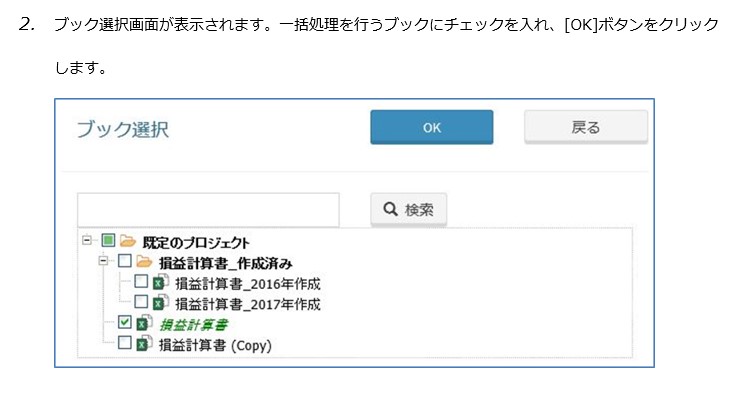 2. ブック選択画面が表示されます。一括処理を行うブックにチェックを入れ、[OK]ボタンをクリック
します。
ブック選択 OK 戻る
検索
既定のプロジェクト
損益計算書_作成済み
損益計算書_2016年作成
損益計算書_2017年作成
損益計算書
損益計算書 (Copy)